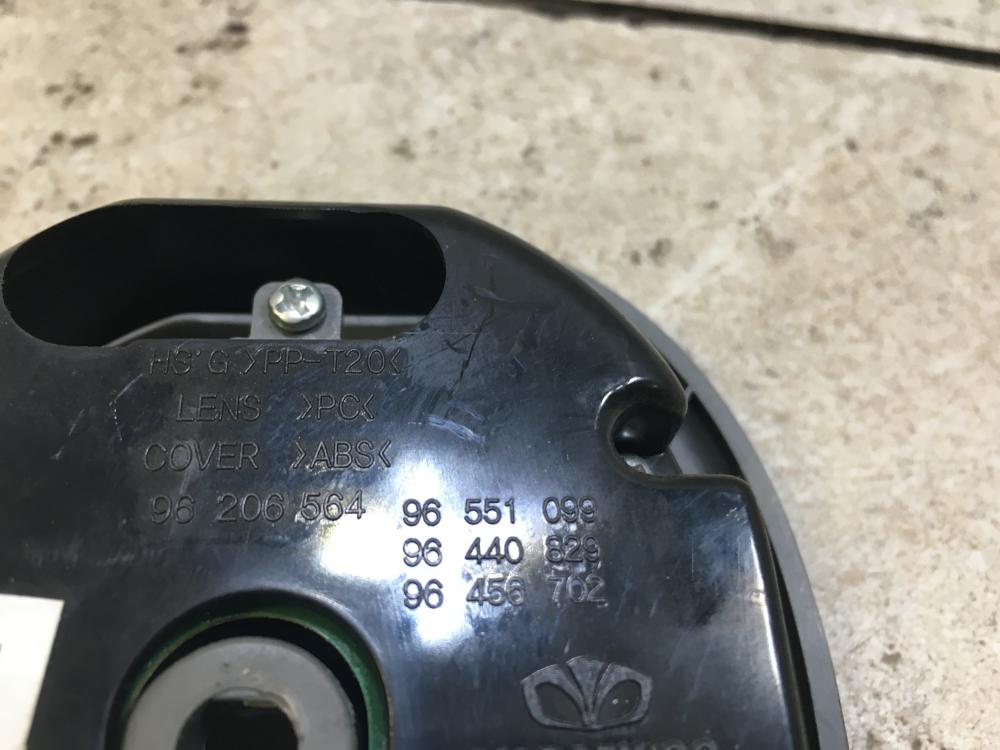 HS'G >PP-T20<
LENS >PC<
COVER >ABS<
96 206 564
96 551 099
96 440 829
96 456 702